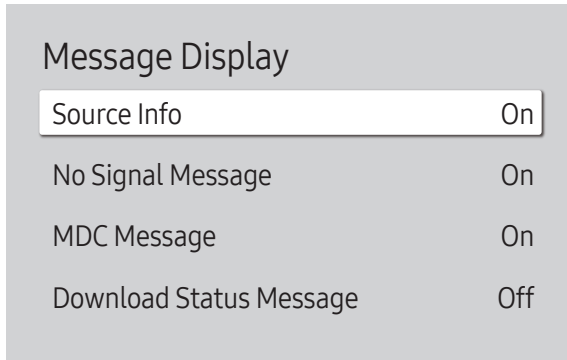 Message Display
Source Info On
No Signal Message On
MDC Message On
Download Status Message Off